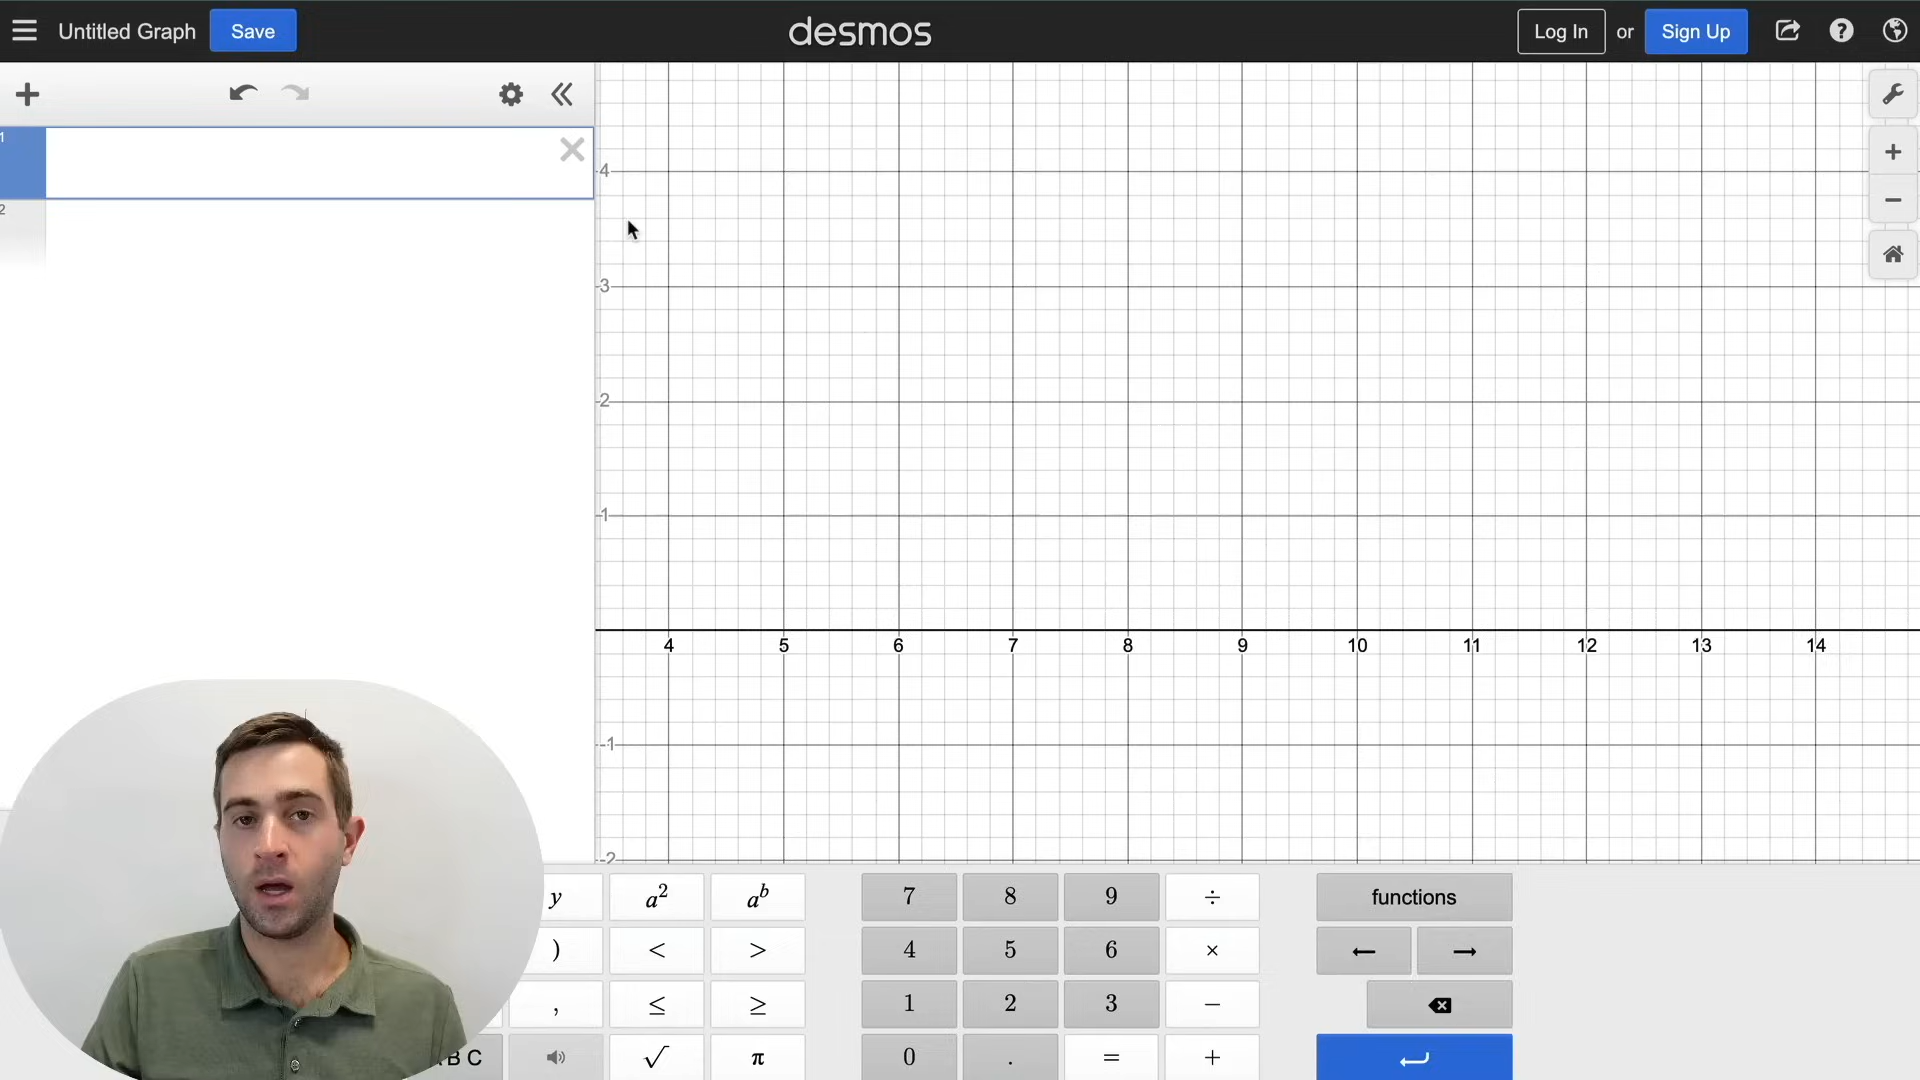 Untitled Graph Save desmos Log In or Sign Up ?
1
2
4
3
2
1
4 5 6 7 8 9 10 11 12 13 14
-1
-2
y a² aᵇ 7 8 9 ÷ functions
) < > 4 5 6 × ← →
, ≤ ≥ 1 2 3 −
A B C √ π 0 . = +